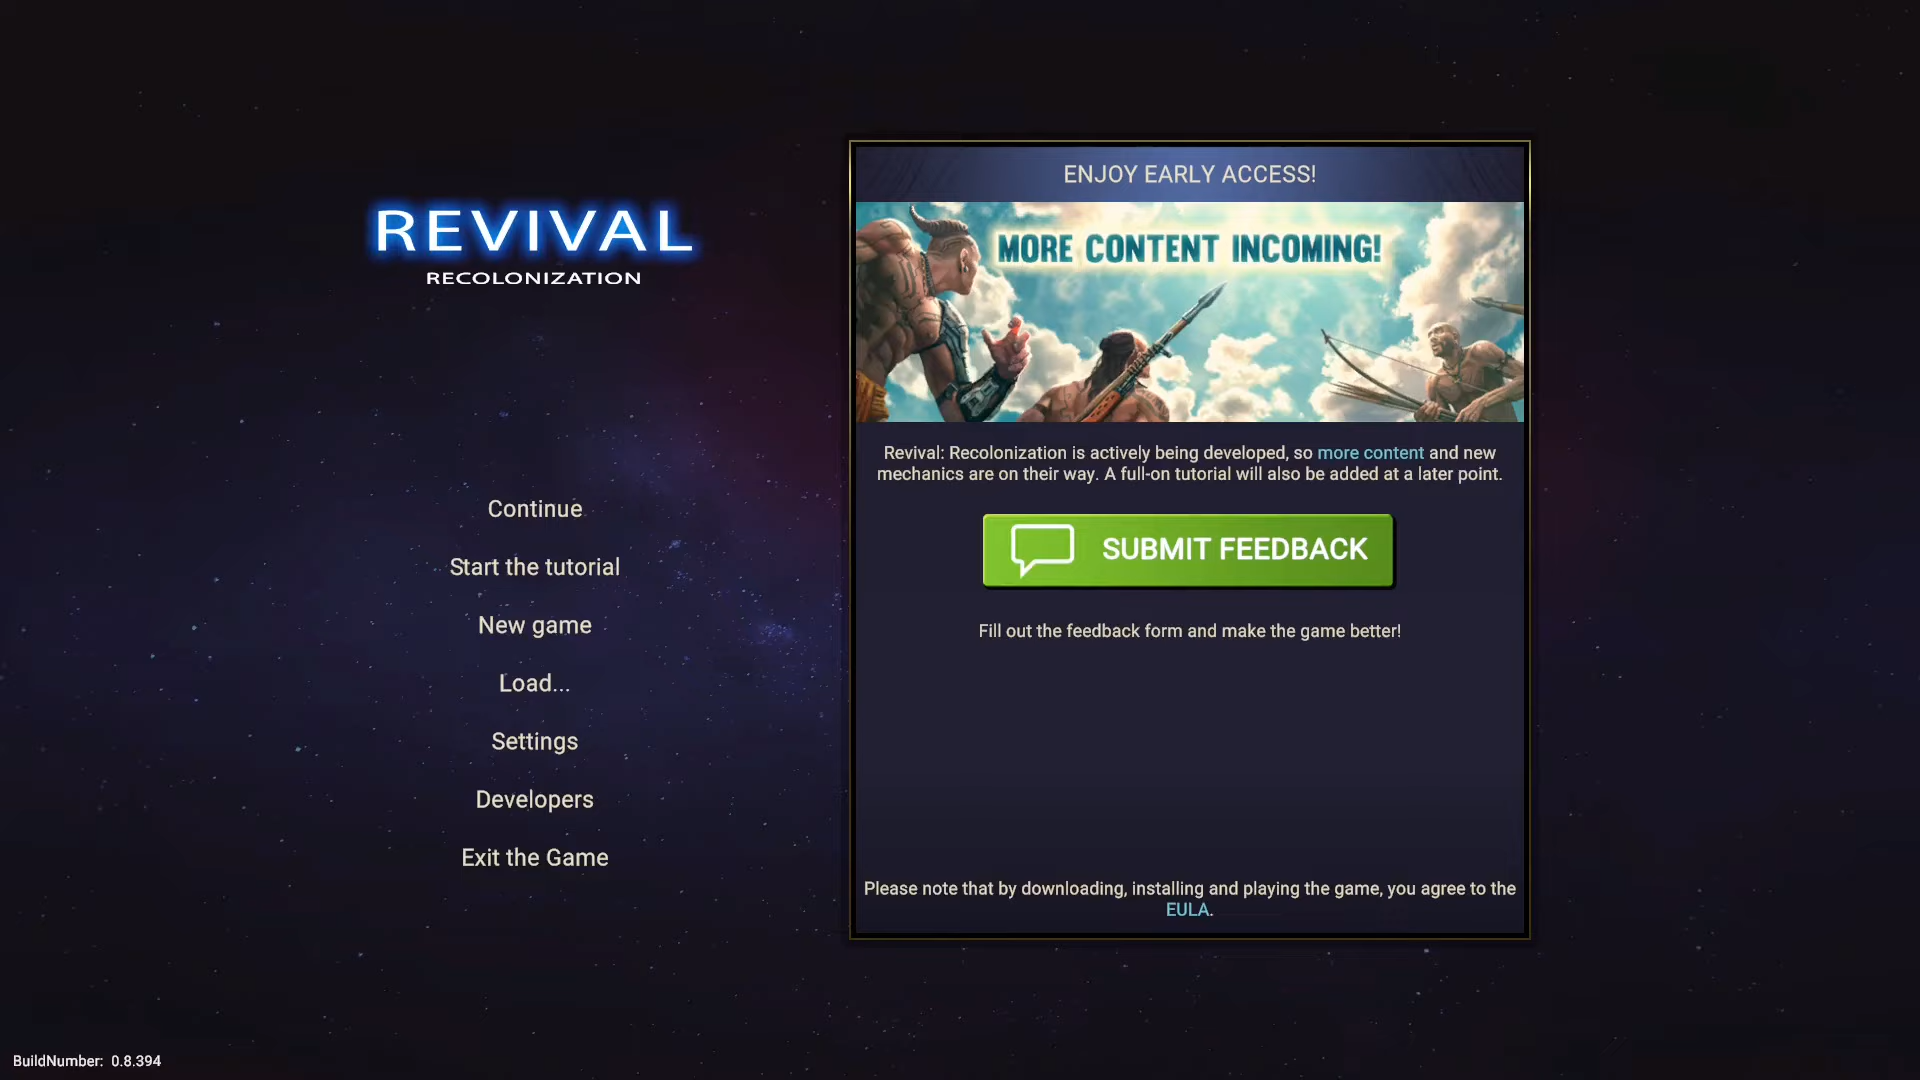 REVIVAL
RECOLONIZATION
Continue
Start the tutorial
New game
Load...
Settings
Developers
Exit the Game
ENJOY EARLY ACCESS!
MORE CONTENT INCOMING!
Revival: Recolonization is actively being developed, so more content and new
mechanics are on their way. A full-on tutorial will also be added at a later point.
SUBMIT FEEDBACK
Fill out the feedback form and make the game better!
Please note that by downloading, installing and playing the game, you agree to the
EULA.
BuildNumber: 0.8.394